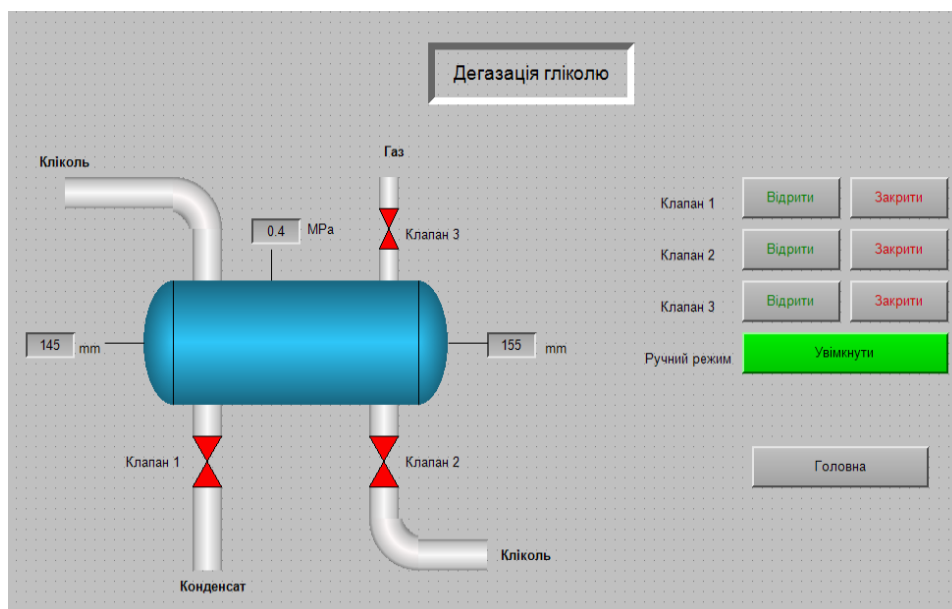 Дегазація гліколю
Кліколь
Газ
0.4 MPa
Клапан 3
145 mm
155 mm
Клапан 1
Клапан 2
Кліколь
Конденсат
Клапан 1 Відрити Закрити
Клапан 2 Відрити Закрити
Клапан 3 Відрити Закрити
Ручний режим Увімкнути
Головна